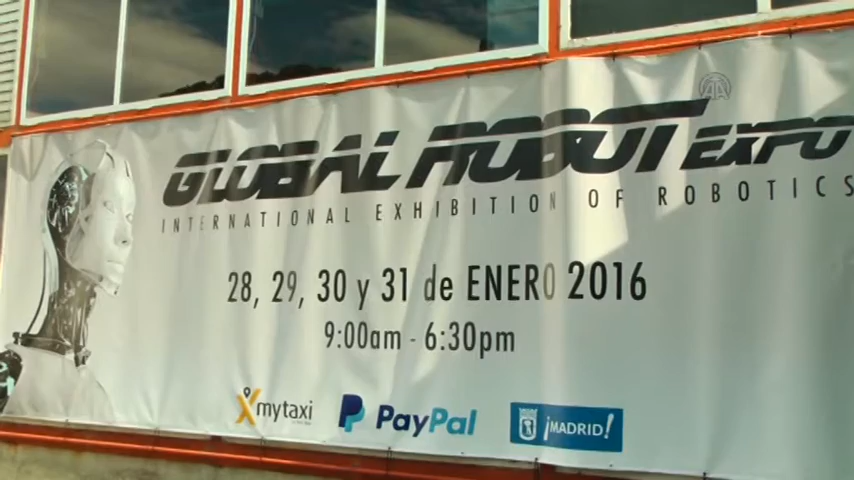 GLOBAL ROBOT EXPO
INTERNATIONAL EXHIBITION OF ROBOTICS
28, 29, 30 y 31 de ENERO 2016
9:00am - 6:30pm
mytaxi
PayPal
¡MADRID!
AA